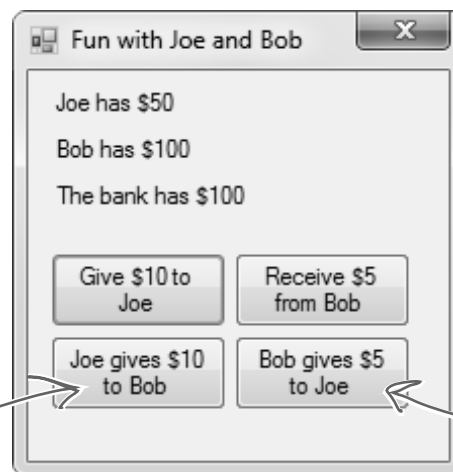 Fun with Joe and Bob
Joe has $50
Bob has $100
The bank has $100
Give $10 to
Joe
Receive $5
from Bob
Joe gives $10
to Bob
Bob gives $5
to Joe